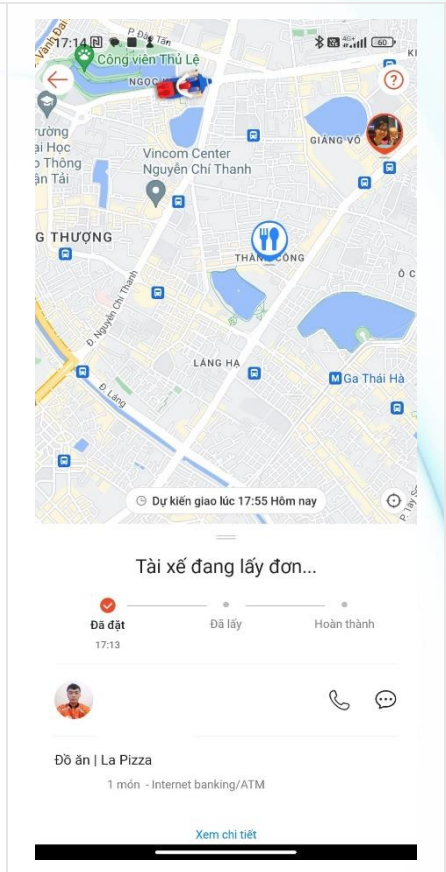 17:14
60
P. Đào Tấn
Công viên Thủ Lệ
NGỌC
?
GIẢNG VÕ
Vincom Center
Nguyễn Chí Thanh
G THƯỢNG
THÀNH CÔNG
Đ. Nguyễn Chí Thanh
LÁNG HẠ
M Ga Thái Hà
Đ. Láng
Dự kiến giao lúc 17:55 Hôm nay
Tài xế đang lấy đơn...
Đã đặt
Đã lấy
Hoàn thành
17:13
Đồ ăn | La Pizza
1 món - Internet banking/ATM
Xem chi tiết